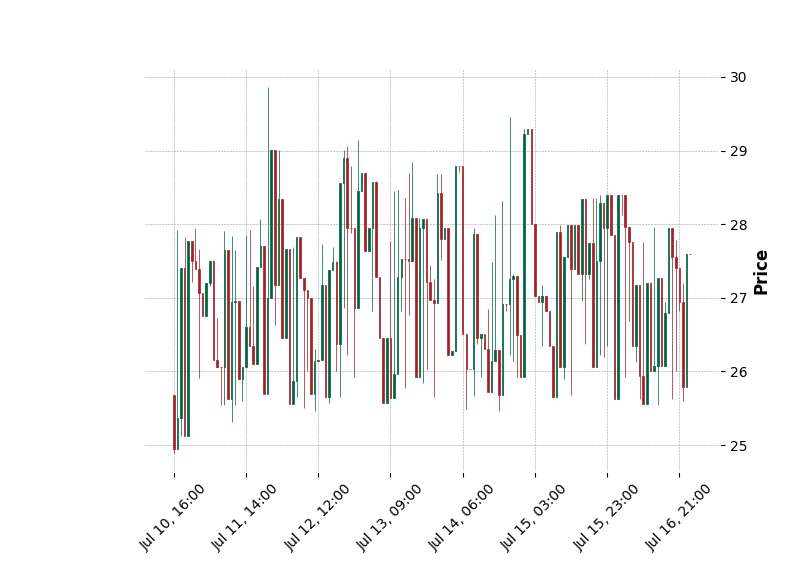 30
29
28
27
26
25
Price
Jul 10, 16:00
Jul 11, 14:00
Jul 12, 12:00
Jul 13, 09:00
Jul 14, 06:00
Jul 15, 03:00
Jul 15, 23:00
Jul 16, 21:00